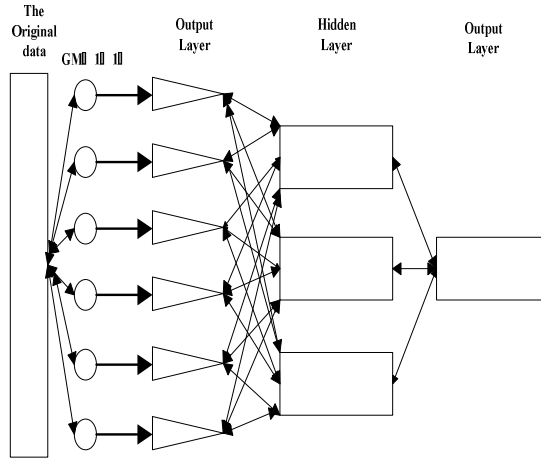 The
Original
data
GM 1 1
Output
Layer
Hidden
Layer
Output
Layer